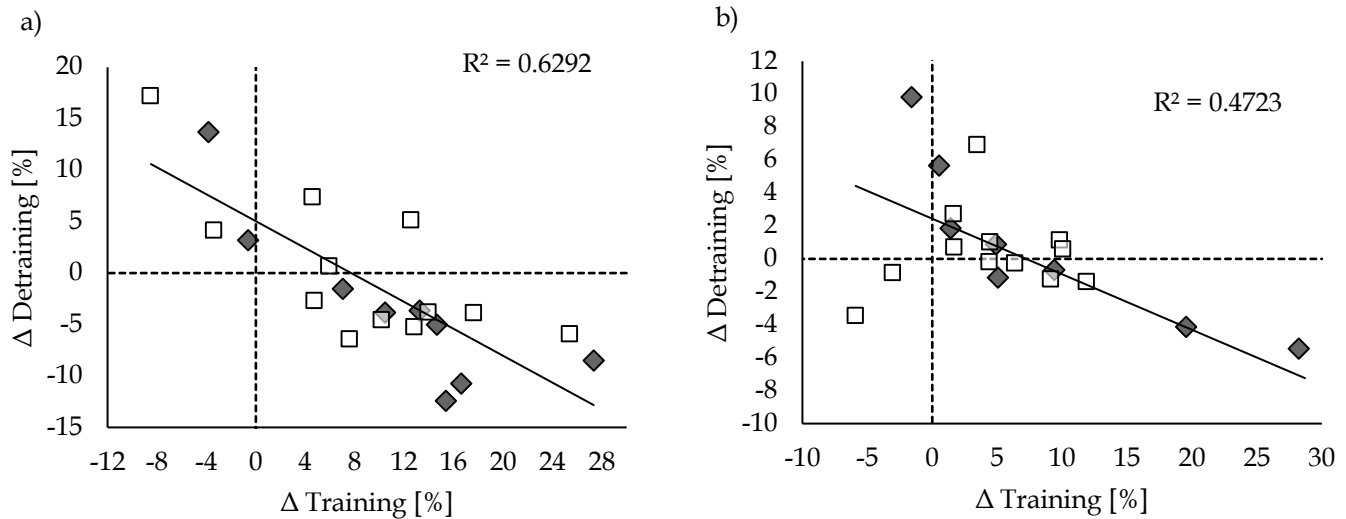 a)
R² = 0.6292
20
15
10
5
0
-5
-10
-15
Δ Detraining [%]
-12 -8 -4 0 4 8 12 16 20 24 28
Δ Training [%]
b)
R² = 0.4723
12
10
8
6
4
2
0
-2
-4
-6
-8
-10
Δ Detraining [%]
-10 -5 0 5 10 15 20 25 30
Δ Training [%]